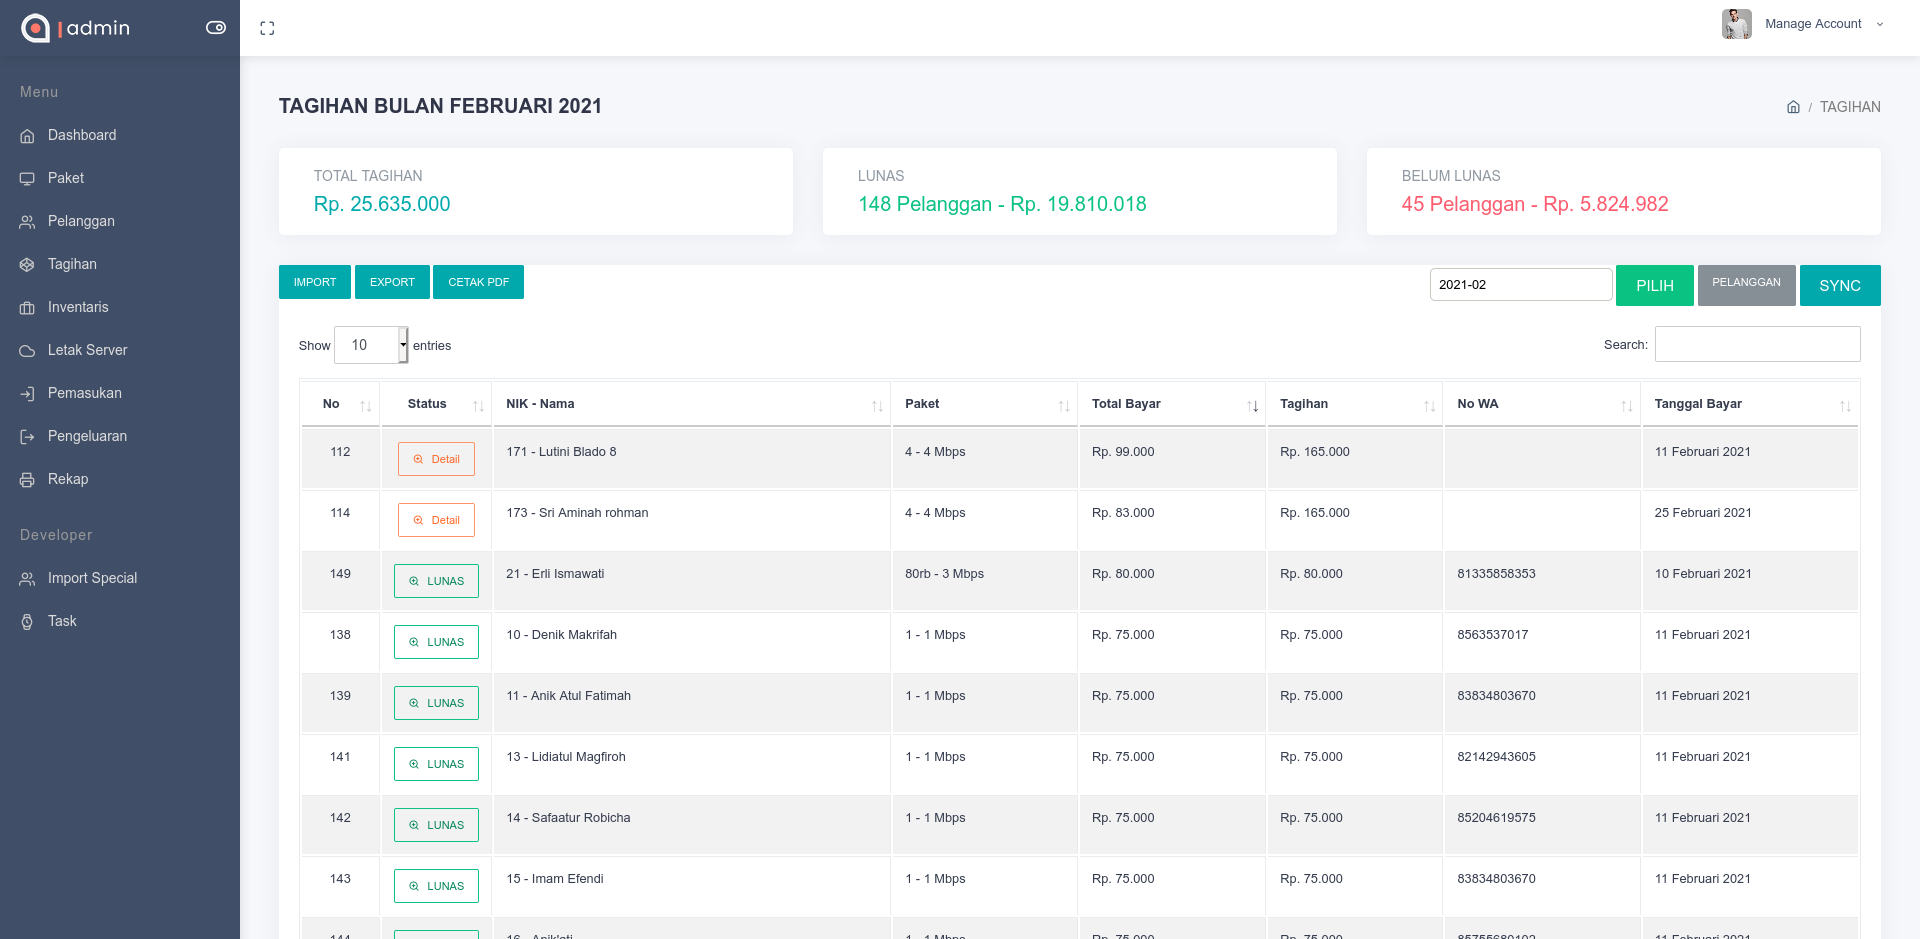 admin
Manage Account
Menu
Dashboard
Paket
Pelanggan
Tagihan
Inventaris
Letak Server
Pemasukan
Pengeluaran
Rekap
Developer
Import Special
Task
TAGIHAN BULAN FEBRUARI 2021
/ TAGIHAN
TOTAL TAGIHAN
Rp. 25.635.000
LUNAS
148 Pelanggan - Rp. 19.810.018
BELUM LUNAS
45 Pelanggan - Rp. 5.824.982
IMPORT EXPORT CETAK PDF
2021-02 PILIH PELANGGAN SYNC
Show 10 entries
Search:
No Status NIK - Nama Paket Total Bayar Tagihan No WA Tanggal Bayar
112 Detail 171 - Lutini Blado 8 4 - 4 Mbps Rp. 99.000 Rp. 165.000 11 Februari 2021
114 Detail 173 - Sri Aminah rohman 4 - 4 Mbps Rp. 83.000 Rp. 165.000 25 Februari 2021
149 LUNAS 21 - Erli Ismawati 80rb - 3 Mbps Rp. 80.000 Rp. 80.000 81335858353 10 Februari 2021
138 LUNAS 10 - Denik Makrifah 1 - 1 Mbps Rp. 75.000 Rp. 75.000 8563537017 11 Februari 2021
139 LUNAS 11 - Anik Atul Fatimah 1 - 1 Mbps Rp. 75.000 Rp. 75.000 83834803670 11 Februari 2021
141 LUNAS 13 - Lidiatul Magfiroh 1 - 1 Mbps Rp. 75.000 Rp. 75.000 82142943605 11 Februari 2021
142 LUNAS 14 - Safaatur Robicha 1 - 1 Mbps Rp. 75.000 Rp. 75.000 85204619575 11 Februari 2021
143 LUNAS 15 - Imam Efendi 1 - 1 Mbps Rp. 75.000 Rp. 75.000 83834803670 11 Februari 2021